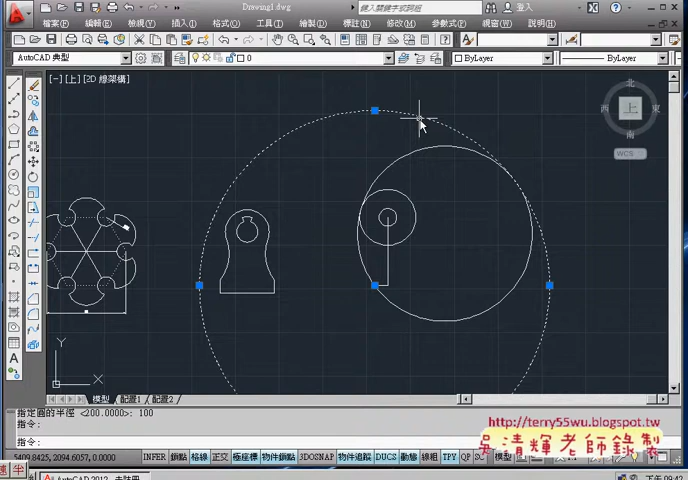 Drawing1.dwg
鍵入關鍵字或片語
登入
檔案(F) 編輯(E) 檢視(V) 插入(I) 格式(O) 工具(T) 繪製(D) 標註(N) 修改(M) 參數式(P) 視窗(W) 說明(H)
AutoCAD 典型
0
ByLayer
ByLayer
[−] [上] [2D 線架構]
北
西
上
東
南
WCS
Y
X
模型 配置1 配置2
指定圓的半徑 <200.0000>: 100
指令:
指令:
http://terry55wu.blogspot.tw
吳清輝老師錄製
5409.8425, 2094.6057, 0.0000
INFER 鎖點 格線 正交 極座標 物件鎖點 3DOSNAP 物件追蹤 DUCS 動態 線粗 TPY QP SC 模型
速 半
AutoCAD 2012 - 未註冊
下午 09:42